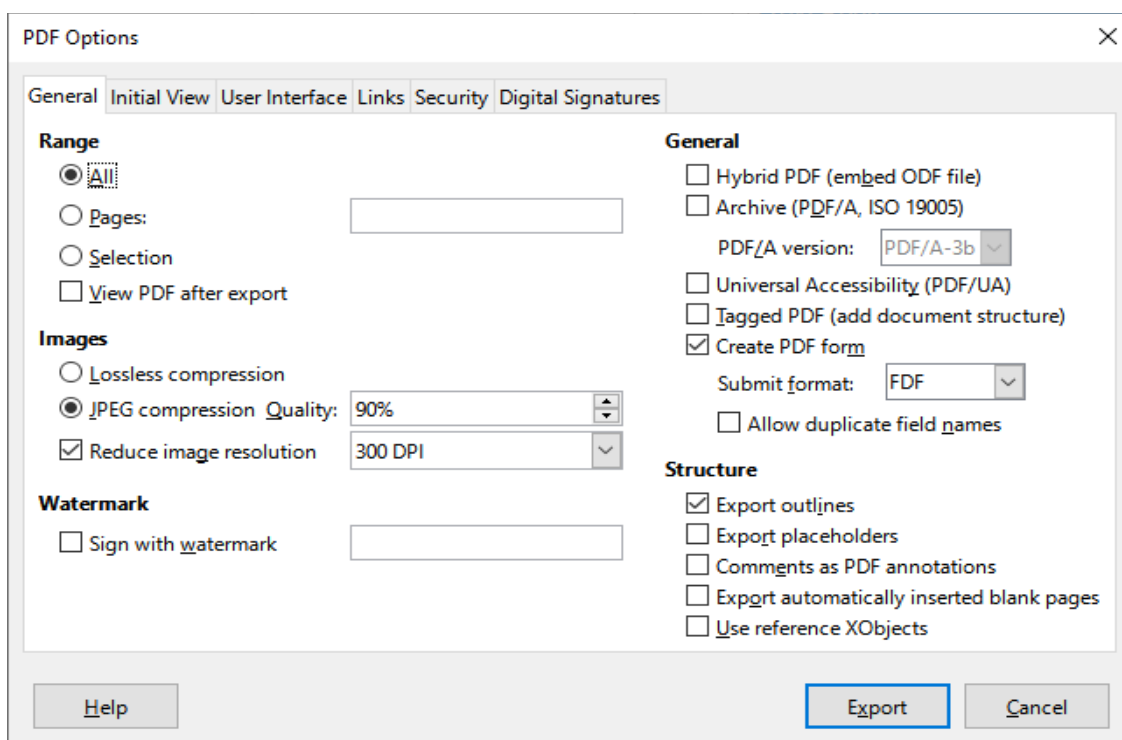 PDF Options
General Initial View User Interface Links Security Digital Signatures
Range
All
Pages:
Selection
View PDF after export
Images
Lossless compression
JPEG compression Quality: 90%
Reduce image resolution 300 DPI
Watermark
Sign with watermark
General
Hybrid PDF (embed ODF file)
Archive (PDF/A, ISO 19005)
PDF/A version: PDF/A-3b
Universal Accessibility (PDF/UA)
Tagged PDF (add document structure)
Create PDF form
Submit format: FDF
Allow duplicate field names
Structure
Export outlines
Export placeholders
Comments as PDF annotations
Export automatically inserted blank pages
Use reference XObjects
Help Export Cancel